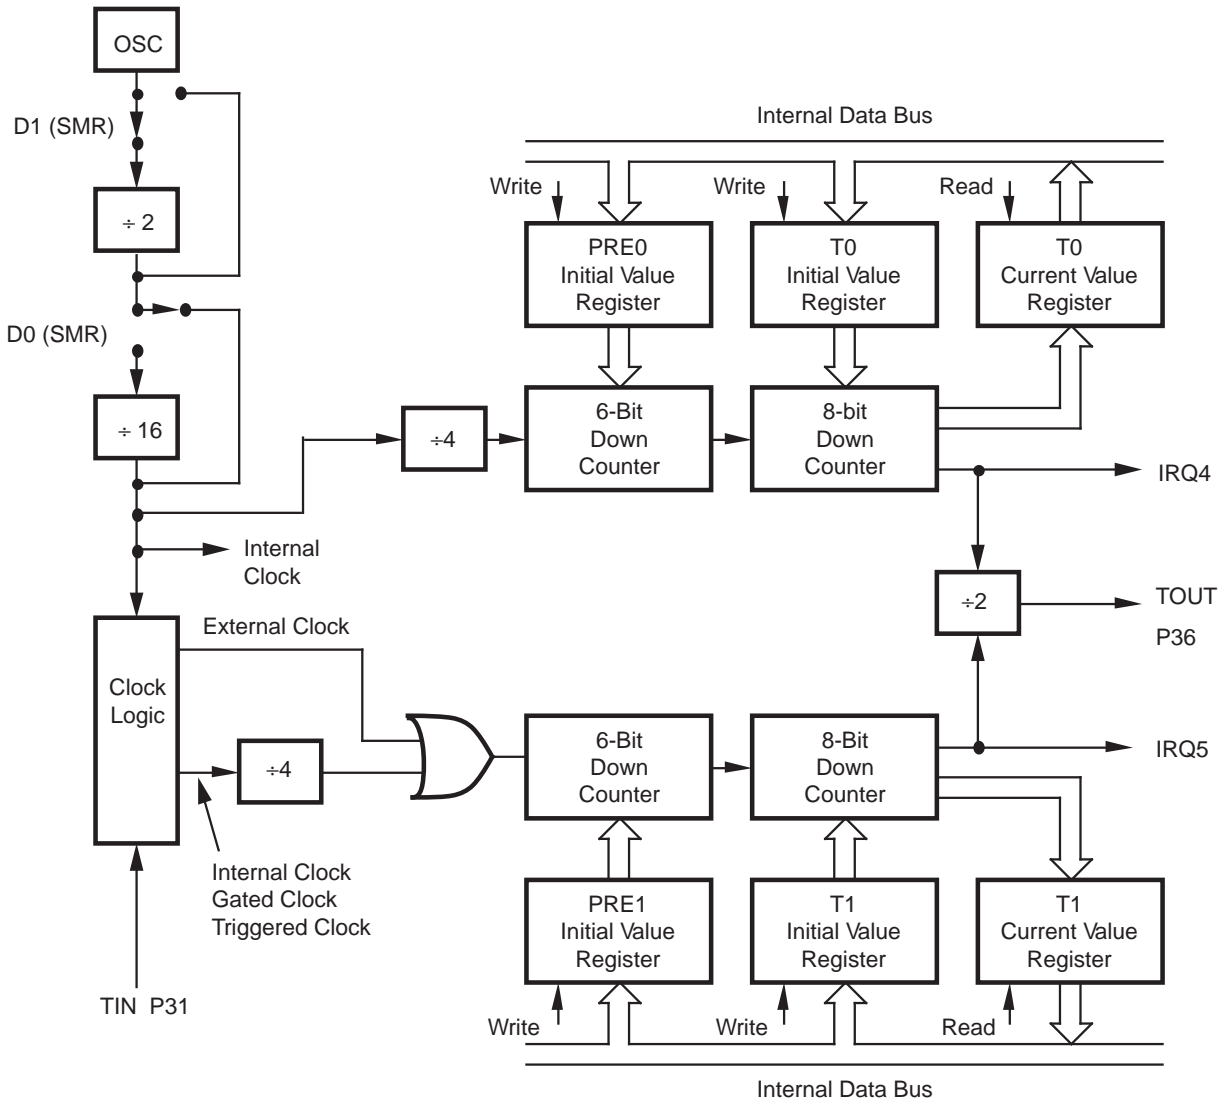 OSC
D1 (SMR)
÷ 2
D0 (SMR)
÷ 16
Internal Data Bus
Write
Write
Read
PRE0
Initial Value
Register
T0
Initial Value
Register
T0
Current Value
Register
÷4
6-Bit
Down
Counter
8-bit
Down
Counter
IRQ4
Internal
Clock
÷2
TOUT
P36
External Clock
Clock
Logic
÷4
6-Bit
Down
Counter
8-Bit
Down
Counter
IRQ5
Internal Clock
Gated Clock
Triggered Clock
PRE1
Initial Value
Register
T1
Initial Value
Register
T1
Current Value
Register
TIN P31
Write
Write
Read
Internal Data Bus